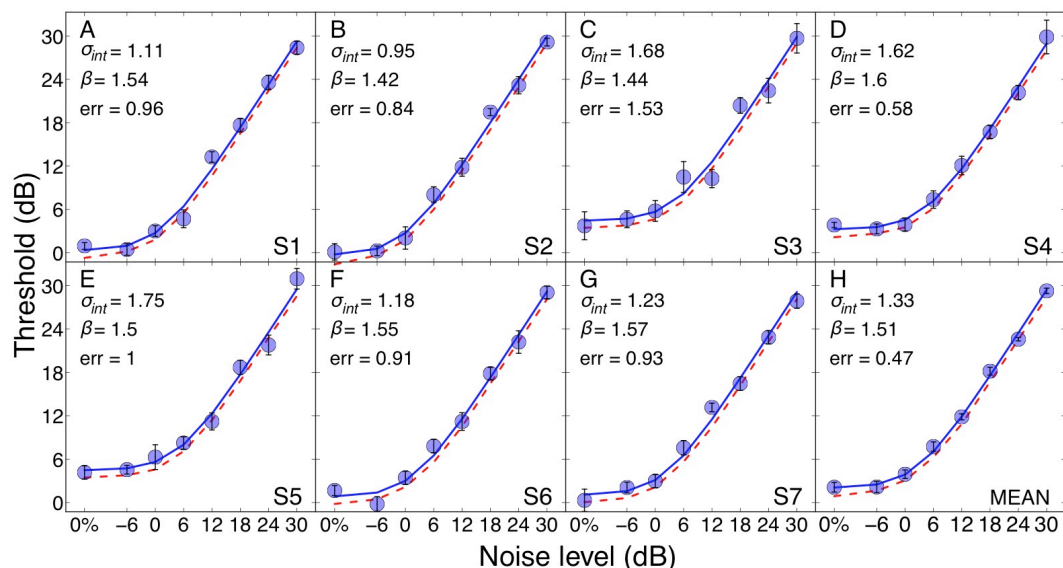 Threshold (dB)
30
24
18
12
6
0
A
σint = 1.11
β = 1.54
err = 0.96
S1
B
σint = 0.95
β = 1.42
err = 0.84
S2
C
σint = 1.68
β = 1.44
err = 1.53
S3
D
σint = 1.62
β = 1.6
err = 0.58
S4
30
24
18
12
6
0
E
σint = 1.75
β = 1.5
err = 1
S5
F
σint = 1.18
β = 1.55
err = 0.91
S6
G
σint = 1.23
β = 1.57
err = 0.93
S7
H
σint = 1.33
β = 1.51
err = 0.47
MEAN
0% −6 0 6 12 18 24 30 0% −6 0 6 12 18 24 30 0% −6 0 6 12 18 24 30 0% −6 0 6 12 18 24 30
Noise level (dB)